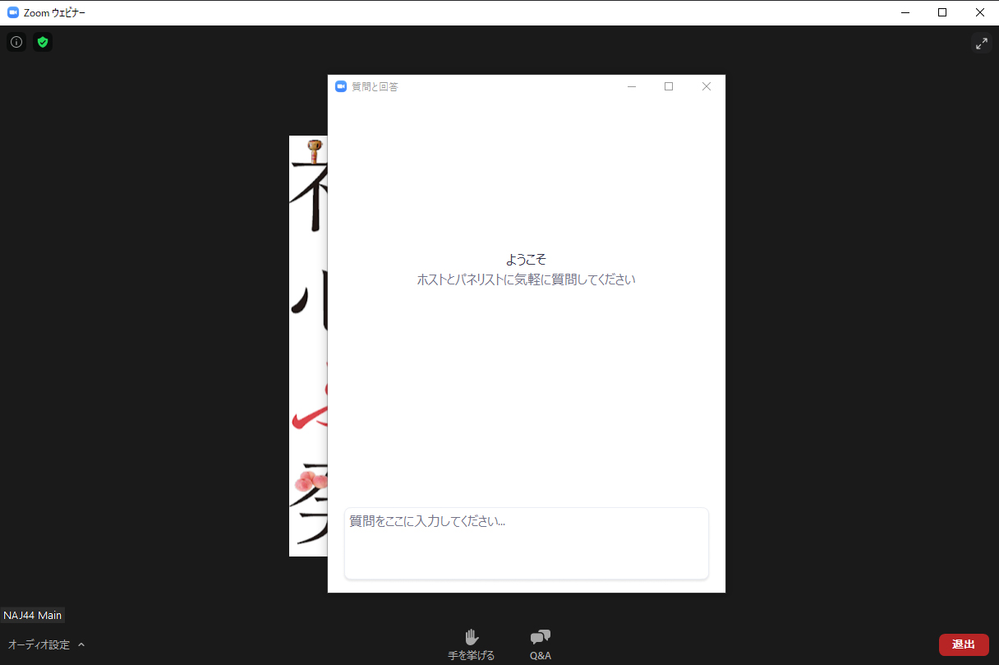 Zoom ウェビナー
質問と回答
ようこそ
ホストとパネリストに気軽に質問してください
質問をここに入力してください...
NAJ44 Main
オーディオ設定
手を挙げる
Q&A
退出